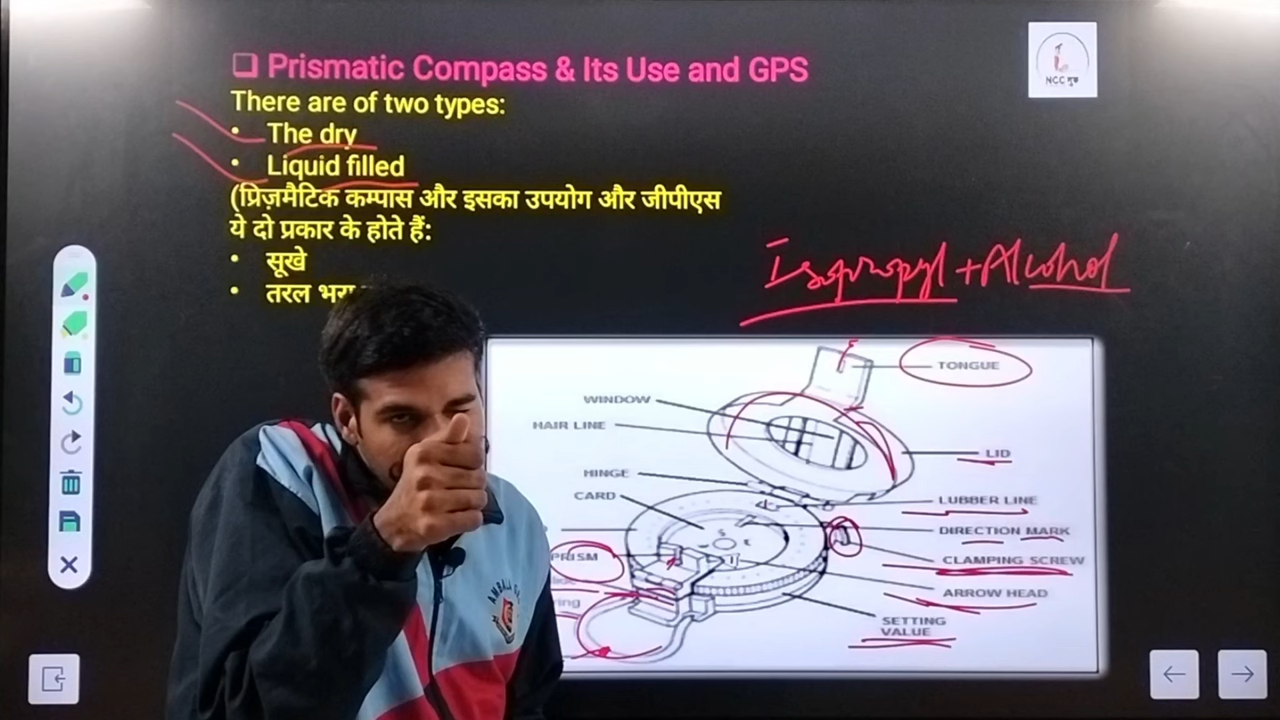 ❑ Prismatic Compass & Its Use and GPS
There are of two types:
• The dry
• Liquid filled
(प्रिज़मैटिक कम्पास और इसका उपयोग और जीपीएस
ये दो प्रकार के होते हैं:
• सूखे
• तरल
NCC गुरु
Isopropyl + Alcohol
TONGUE
WINDOW
HAIR LINE
LID
HINGE
CARD
LUBBER LINE
DIRECTION MARK
PRISM
CLAMPING SCREW
ARROW HEAD
SETTING
VALUE